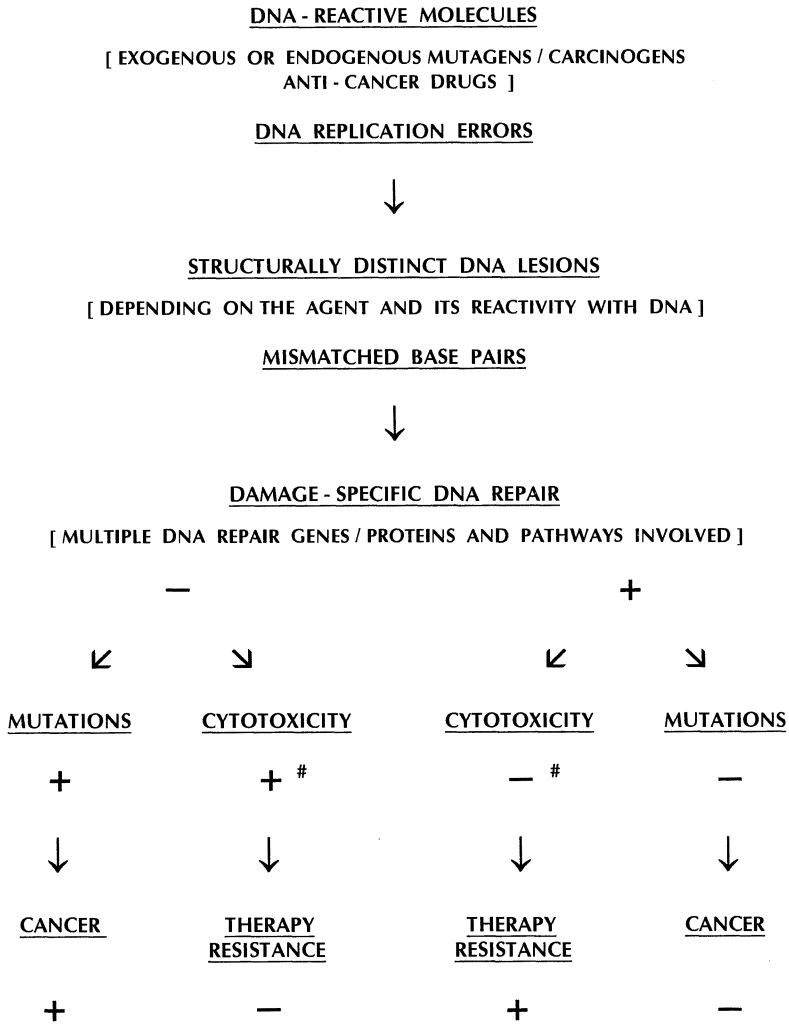 DNA - REACTIVE MOLECULES
[ EXOGENOUS OR ENDOGENOUS MUTAGENS / CARCINOGENS
ANTI - CANCER DRUGS ]
DNA REPLICATION ERRORS
↓
STRUCTURALLY DISTINCT DNA LESIONS
[ DEPENDING ON THE AGENT AND ITS REACTIVITY WITH DNA ]
MISMATCHED BASE PAIRS
↓
DAMAGE - SPECIFIC DNA REPAIR
[ MULTIPLE DNA REPAIR GENES / PROTEINS AND PATHWAYS INVOLVED ]
− +
↙ ↘ ↙ ↘
MUTATIONS CYTOTOXICITY CYTOTOXICITY MUTATIONS
+ + # − # −
↓ ↓ ↓ ↓
CANCER THERAPY THERAPY CANCER
RESISTANCE RESISTANCE
+ − + −